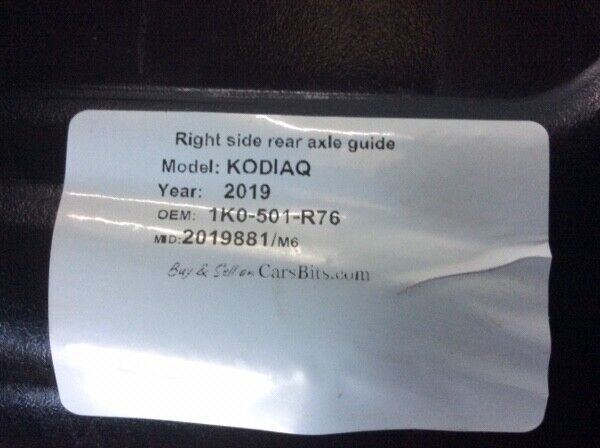 Right side rear axle guide
Model: KODIAQ
Year: 2019
OEM: 1K0-501-R76
MID:2019881/M6
Buy & Sell on CarsBits.com